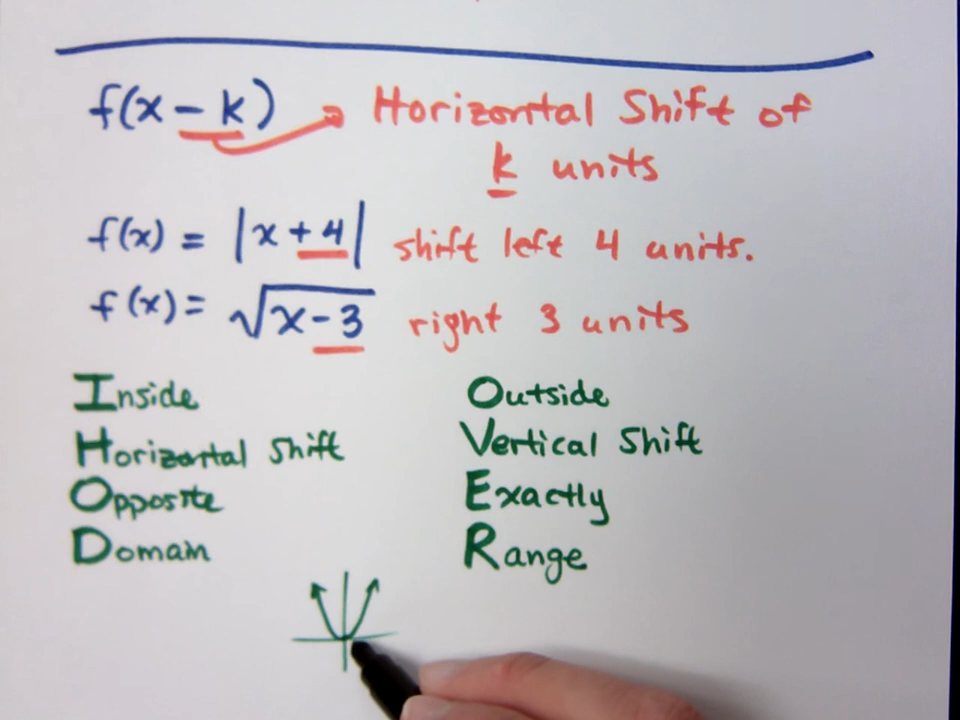 f(x - k) → Horizontal Shift of
k units
f(x) = |x + 4| shift left 4 units.
f(x) = √x - 3 right 3 units
Inside Outside
Horizontal Shift Vertical Shift
Opposite Exactly
Domain Range